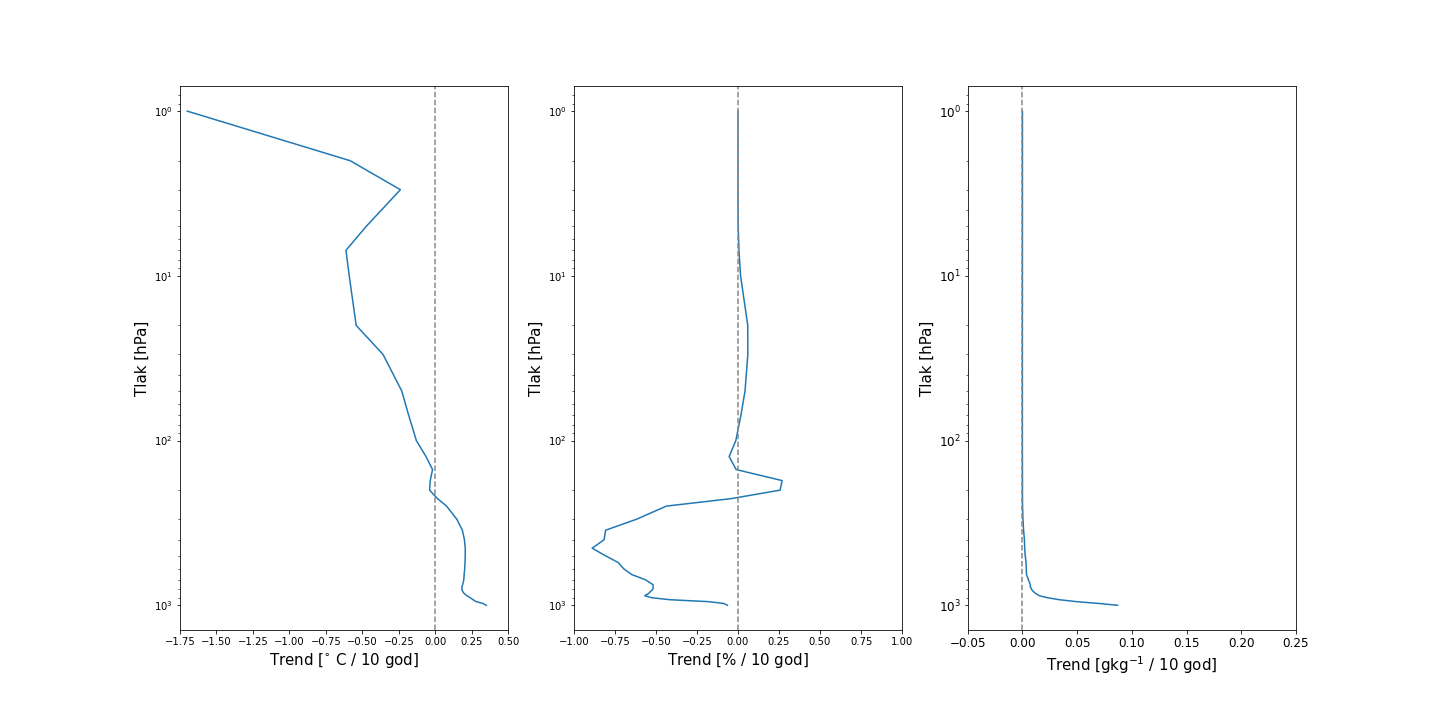 10⁰
10¹
10²
10³
Tlak [hPa]
−1.75 −1.50 −1.25 −1.00 −0.75 −0.50 −0.25 0.00 0.25 0.50
Trend [° C / 10 god]
10⁰
10¹
10²
10³
Tlak [hPa]
−1.00 −0.75 −0.50 −0.25 0.00 0.25 0.50 0.75 1.00
Trend [% / 10 god]
10⁰
10¹
10²
10³
Tlak [hPa]
−0.05 0.00 0.05 0.10 0.15 0.20 0.25
Trend [gkg⁻¹ / 10 god]